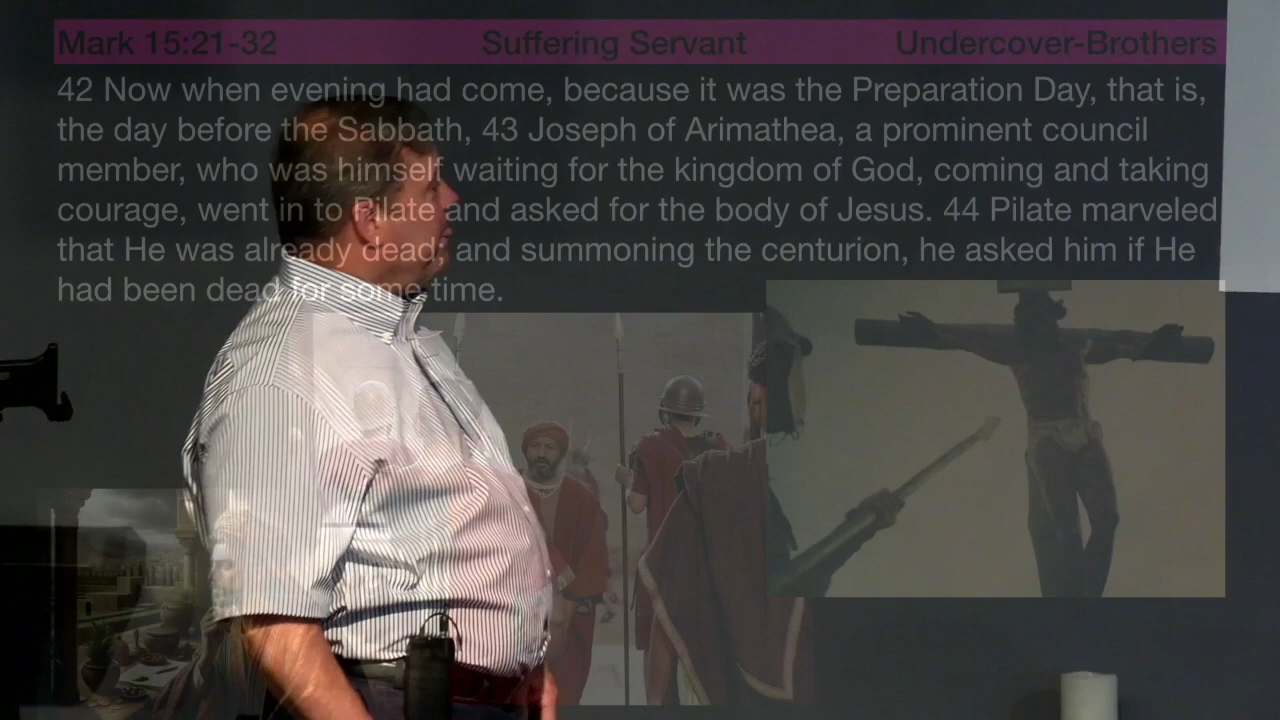 Mark 15:21-32 Suffering Servant Undercover-Brothers
42 Now when evening had come, because it was the Preparation Day, that is,
the day before the Sabbath, 43 Joseph of Arimathea, a prominent council
member, who was himself waiting for the kingdom of God, coming and taking
courage, went in to Pilate and asked for the body of Jesus. 44 Pilate marveled
that He was already dead, and summoning the centurion, he asked him if He
had been dead for some time.